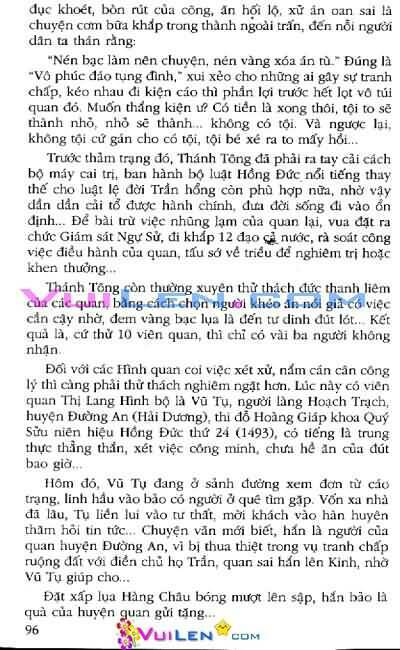 đục khoét, bòn rút của công, ăn hối lộ, xử án oan sai là
chuyện cơm bữa khắp trong thành ngoài trấn, đến nỗi người
dân ta thán rằng:
"Nén bạc làm nên chuyện, nén vàng xóa án tù." Đúng là
"Vô phúc đáo tụng đình," xui xẻo cho những ai gây sự tranh
chấp, kéo nhau đi kiện cáo thì phần lợi trước hết lọt vô túi
quan đó. Muốn thắng kiện ư? Có tiền là xong thôi, tội to sẽ
thành nhỏ, nhỏ sẽ thành... không có tội. Và ngược lại,
không tội cứ gán cho có tội, tội bé xé ra to mấy hồi...
Trước thảm trạng đó, Thánh Tông đã phải ra tay cải cách
bộ máy cai trị, ban hành bộ luật Hồng Đức nổi tiếng thay
thế cho luật lệ đời Trần hổng còn phù hợp nữa, nhờ vậy
dần dần cải tổ được hành chính, đưa đời sống đi vào ổn
định... Để bài trừ việc nhũng lạm của quan lại, vua đặt ra
chức Giám sát Ngự Sử, đi khắp 12 đạo cả nước, rà soát công
việc điều hành của quan, tấu sớ về triều để nghiêm trị hoặc
khen thưởng...
Thánh Tông còn thường xuyên thử thách đức thanh liêm
của các quan, bằng cách chọn người khéo ăn nói giả có việc
cần cậy nhờ, đem vàng bạc lụa là đến tư dinh đút lót... Kết
quả là, cứ thử 10 viên quan, thì chỉ có vài ba người không
nhận.
Đối với các Hình quan coi việc xét xử, nắm cán cân công
lý thì càng phải thử thách nghiêm ngặt hơn. Lúc này có viên
quan Thị Lang Hình bộ là Vũ Tụ, người làng Hoạch Trạch,
huyện Đường An (Hải Dương), thi đỗ Hoàng Giáp khoa Quý
Sửu niên hiệu Hồng Đức thứ 24 (1493), có tiếng là trung
thực thẳng thắn, xét việc công minh, chưa hề ăn của đút
bao giờ...
Hôm đó, Vũ Tụ đang ở sảnh đường xem đơn từ cáo
trạng, lính hầu vào báo có người ở quê tìm gặp. Vốn xa nhà
đã lâu, Tụ liền lui vào tư thất, mời khách vào hàn huyên
thăm hỏi tin tức... Chuyện vãn mới biết, hắn là người của
quan huyện Đường An, vì bị thua thiệt trong vụ tranh chấp
ruộng đất với điền chủ họ Trần, quan sai hắn lên Kinh, nhờ
Vũ Tụ giúp cho...
Đặt xấp lụa Hàng Châu bóng mượt lên sập, hắn bảo là
quà của huyện quan gửi tặng...
96
VUILEN.COM
VUILEN.com